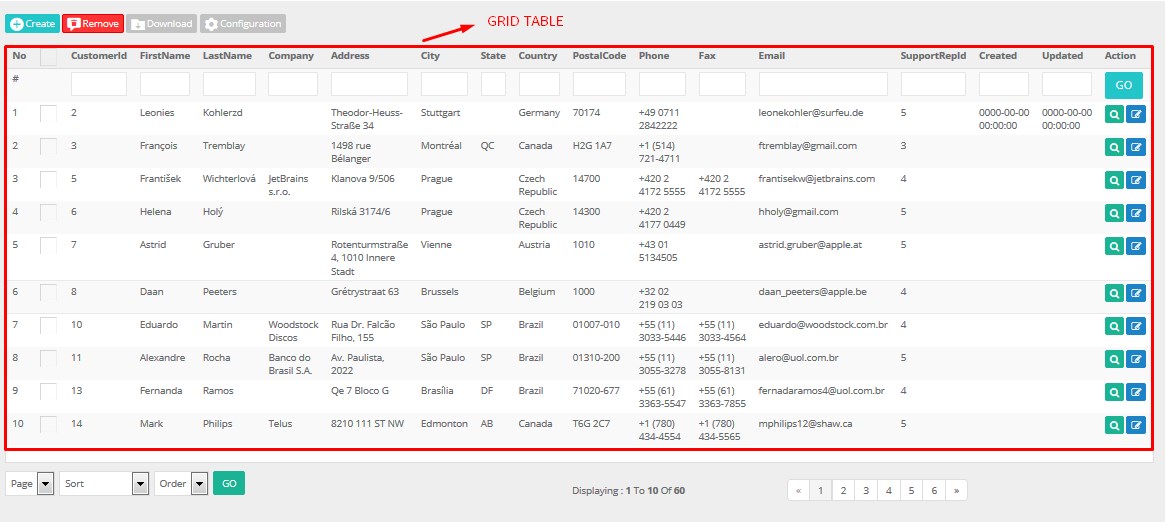 GRID TABLE
Create Remove Download Configuration
No CustomerId FirstName LastName Company Address City State Country PostalCode Phone Fax Email SupportRepId Created Updated Action
# GO
1 2 Leonies Kohlerzd Theodor-Heuss- Stuttgart Germany 70174 +49 0711 leonekohler@surfeu.de 5 0000-00-00 0000-00-00
Straße 34 2842222 00:00:00 00:00:00
2 3 François Tremblay 1498 rue Montréal QC Canada H2G 1A7 +1 (514) ftremblay@gmail.com 3
Bélanger 721-4711
3 5 František Wichterlová JetBrains Klanova 9/506 Prague Czech 14700 +420 2 +420 2 frantisekw@jetbrains.com 4
s.r.o. Republic 4172 5555 4172 5555
4 6 Helena Holý Rilská 3174/6 Prague Czech 14300 +420 2 hholy@gmail.com 5
Republic 4177 0449
5 7 Astrid Gruber Rotenturmstraße Vienne Austria 1010 +43 01 astrid.gruber@apple.at 5
4, 1010 Innere 5134505
Stadt
6 8 Daan Peeters Grétrystraat 63 Brussels Belgium 1000 +32 02 daan_peeters@apple.be 4
219 03 03
7 10 Eduardo Martin Woodstock Rua Dr. Falcão São Paulo SP Brazil 01007-010 +55 (11) +55 (11) eduardo@woodstock.com.br 4
Discos Filho, 155 3033-5446 3033-4564
8 11 Alexandre Rocha Banco do Av. Paulista, São Paulo SP Brazil 01310-200 +55 (11) +55 (11) alero@uol.com.br 5
Brasil S.A. 2022 3055-3278 3055-8131
9 13 Fernanda Ramos Qe 7 Bloco G Brasília DF Brazil 71020-677 +55 (61) +55 (61) fernadaramos4@uol.com.br 4
3363-5547 3363-7855
10 14 Mark Philips Telus 8210 111 ST NW Edmonton AB Canada T6G 2C7 +1 (780) +1 (780) mphilips12@shaw.ca 5
434-4554 434-5565
Page Sort Order GO Displaying : 1 To 10 Of 60 « 1 2 3 4 5 6 »